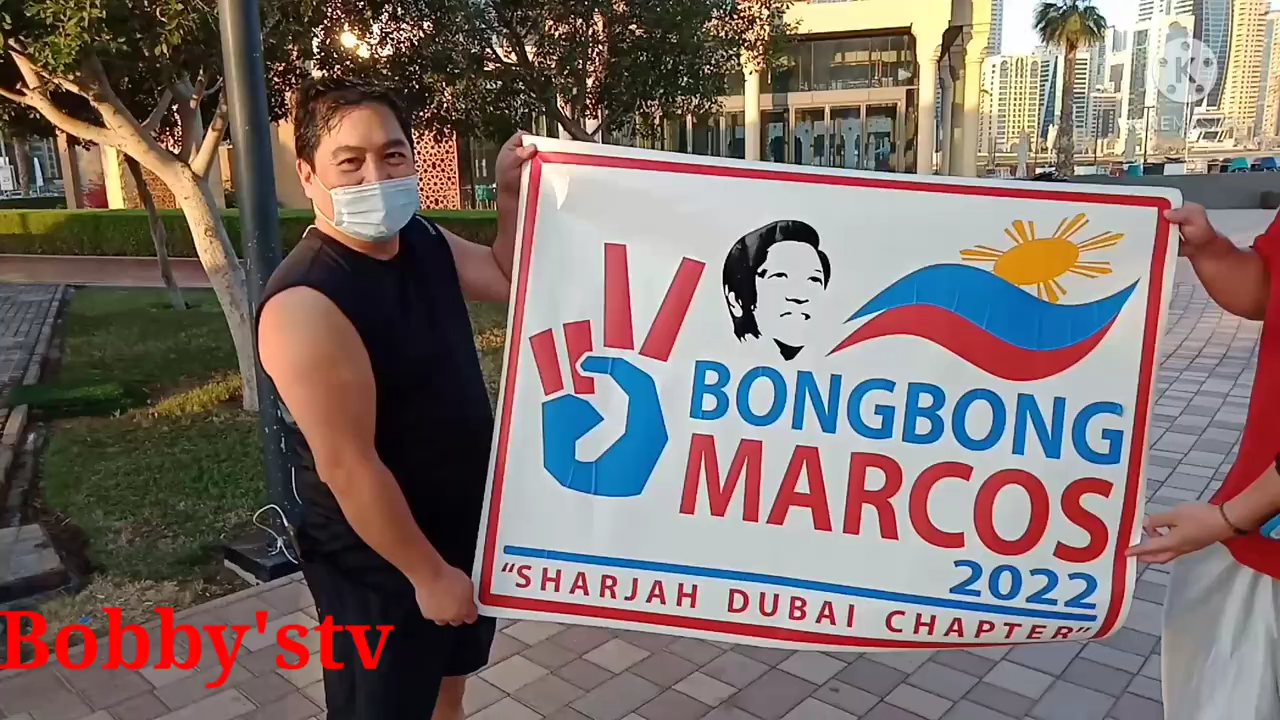 BONGBONG
MARCOS
2022
"SHARJAH DUBAI CHAPTER"
Bobby'stv
K